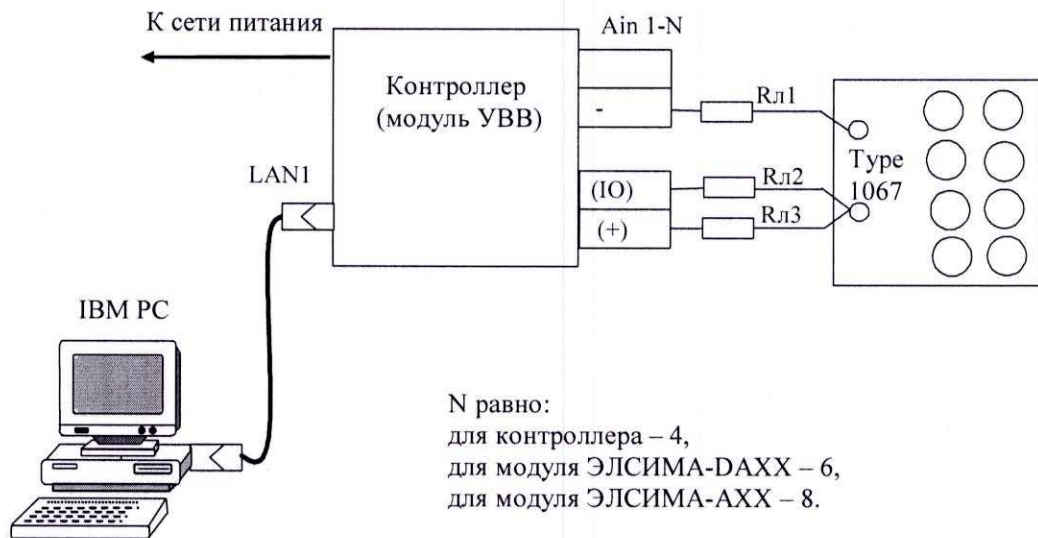 К сети питания
Ain 1-N
Контроллер
(модуль УВВ)
-
Rл1
Type
1067
LAN1
(IO)
Rл2
(+)
Rл3
IBM PC
N равно:
для контроллера – 4,
для модуля ЭЛСИМА-DAXX – 6,
для модуля ЭЛСИМА-AXX – 8.